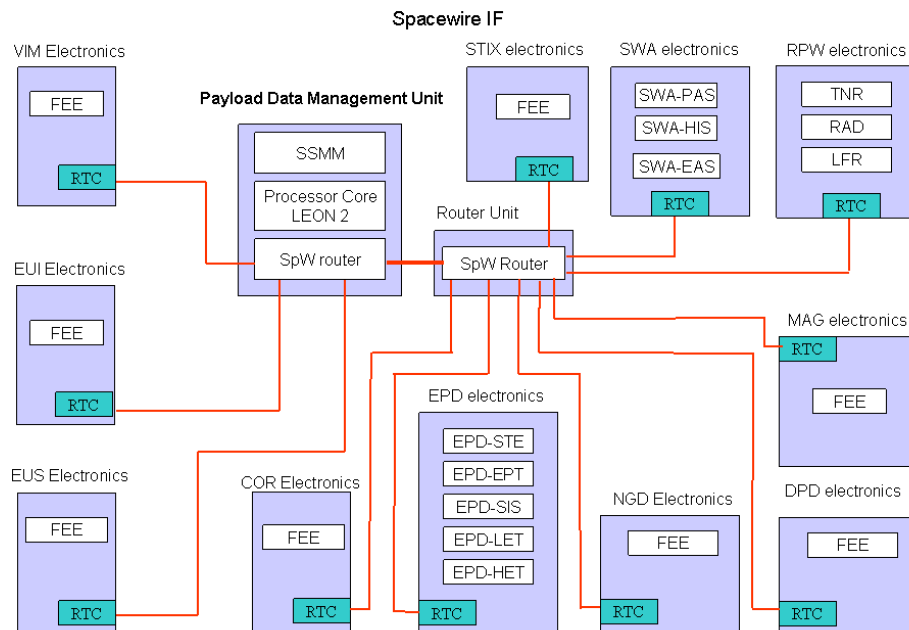 Spacewire IF
VIM Electronics
FEE
RTC
Payload Data Management Unit
SSMM
Processor Core
LEON 2
SpW router
STIX electronics
FEE
RTC
SWA electronics
SWA-PAS
SWA-HIS
SWA-EAS
RTC
RPW electronics
TNR
RAD
LFR
RTC
Router Unit
SpW Router
EUI Electronics
FEE
RTC
MAG electronics
RTC
FEE
EUS Electronics
FEE
RTC
COR Electronics
FEE
RTC
EPD electronics
EPD-STE
EPD-EPT
EPD-SIS
EPD-LET
EPD-HET
RTC
NGD Electronics
FEE
RTC
DPD electronics
FEE
RTC